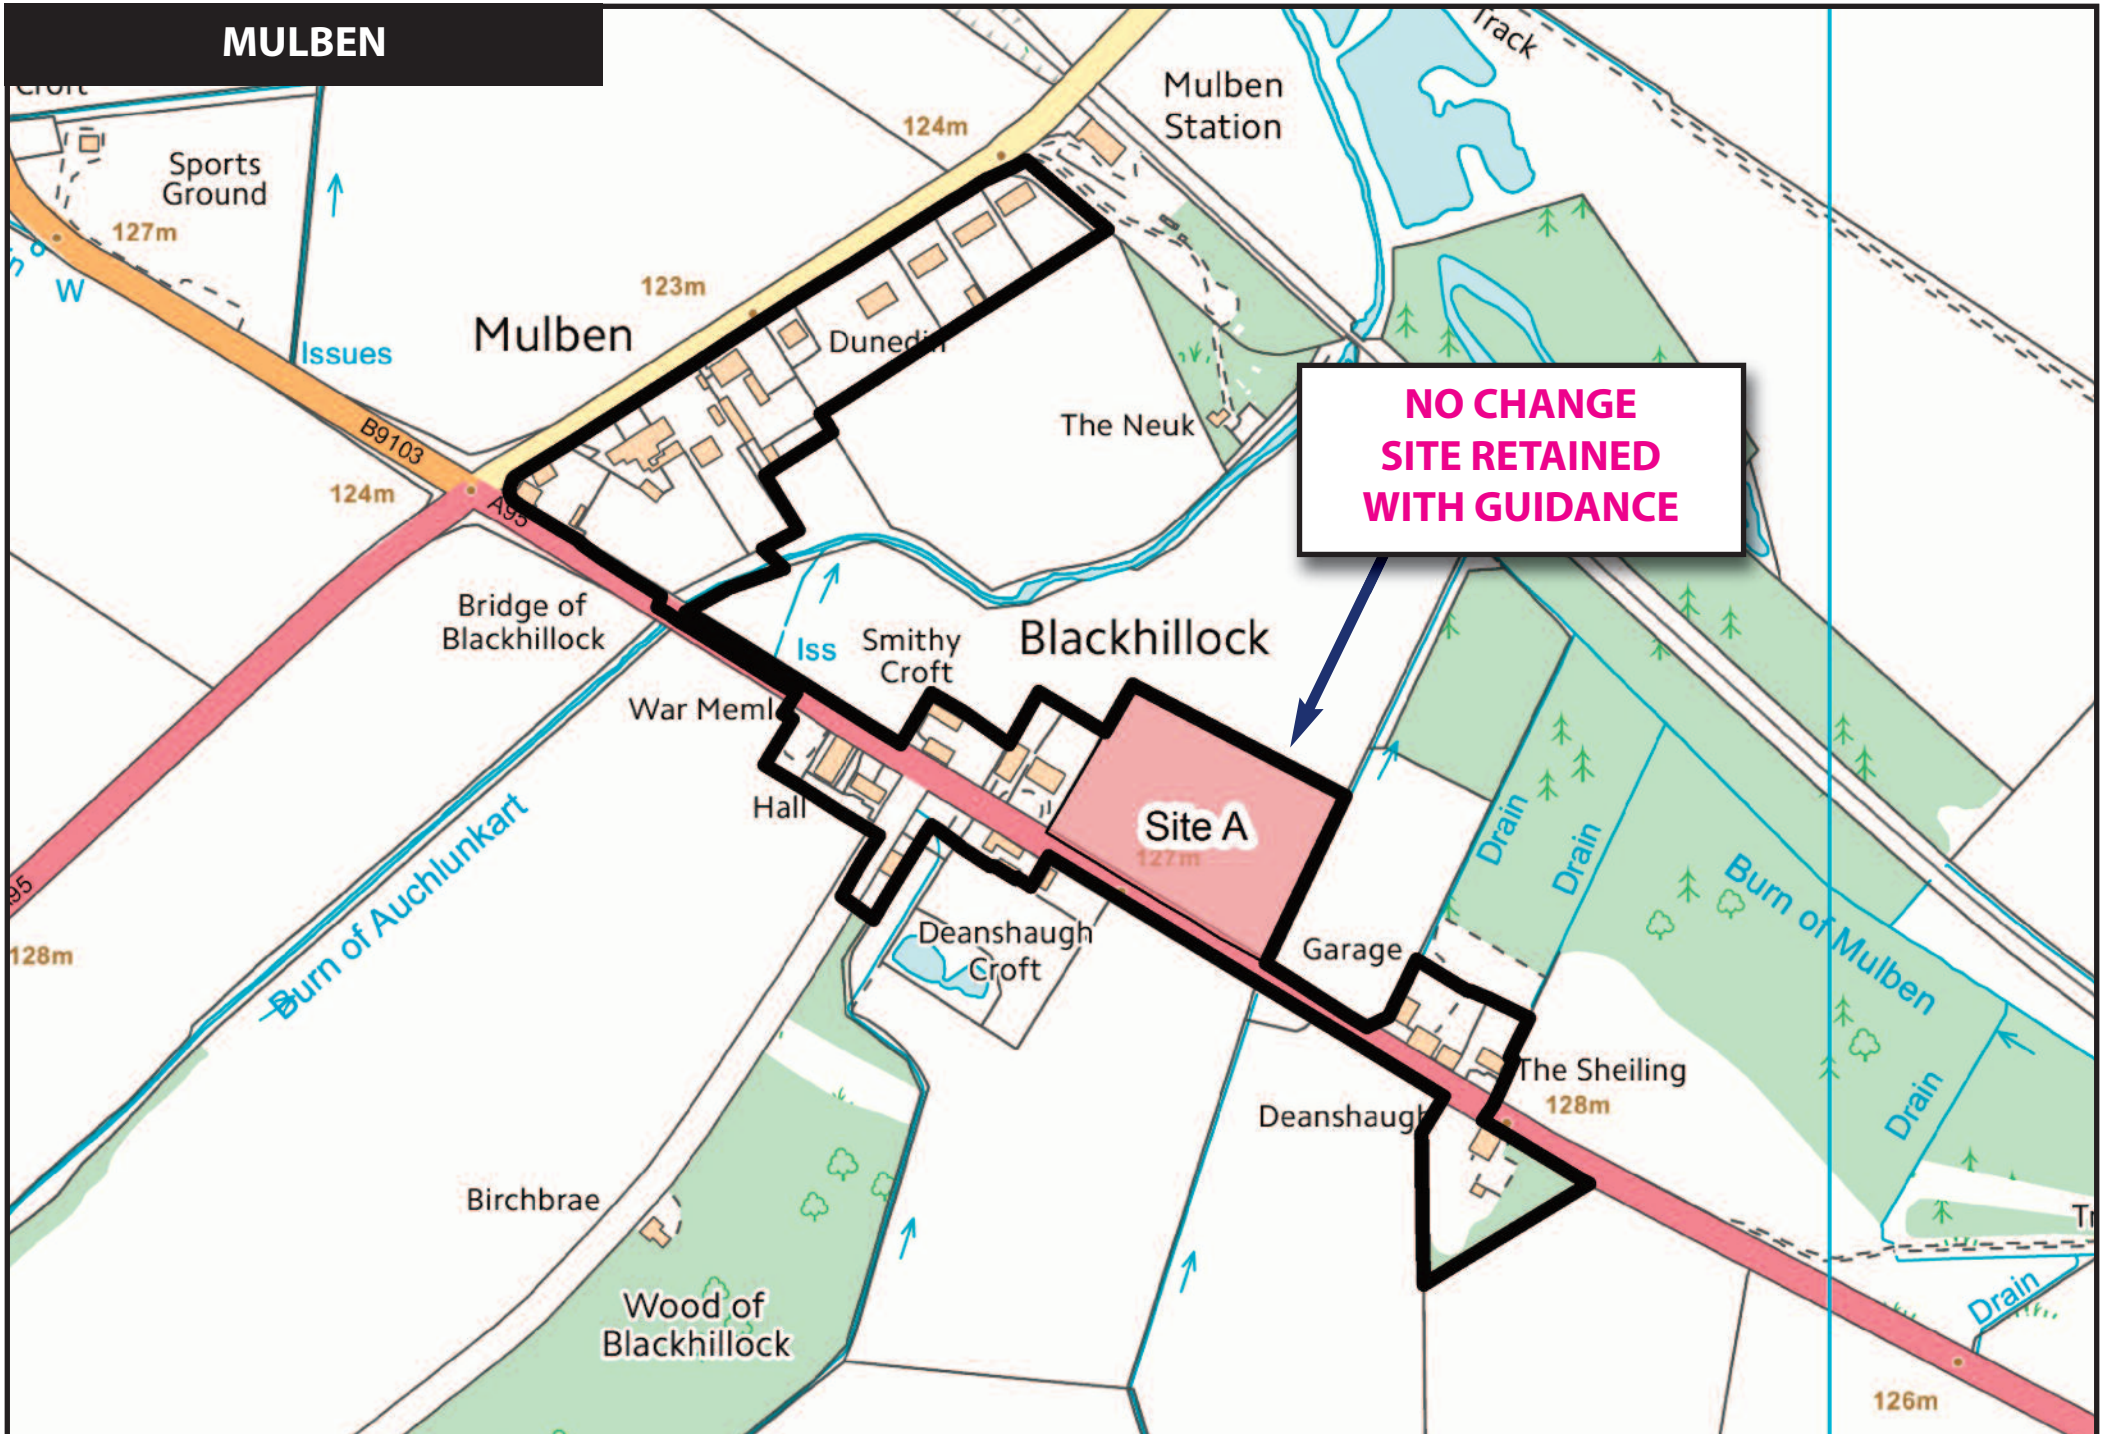 MULBEN
Croft
Track
Mulben
Station
124m
Sports
Ground
127m
W
123m
Mulben
Issues
Dunedin
The Neuk
NO CHANGE
SITE RETAINED
WITH GUIDANCE
B9103
124m
A95
Bridge of
Blackhillock
Iss
Smithy
Croft
Blackhillock
War Meml
Hall
Site A
127m
Drain
Drain
Burn of Mulben
Burn of Auchlunkart
Deanshaugh
Croft
Garage
128m
The Sheiling
128m
Deanshaugh
Drain
Birchbrae
Wood of
Blackhillock
Drain
126m